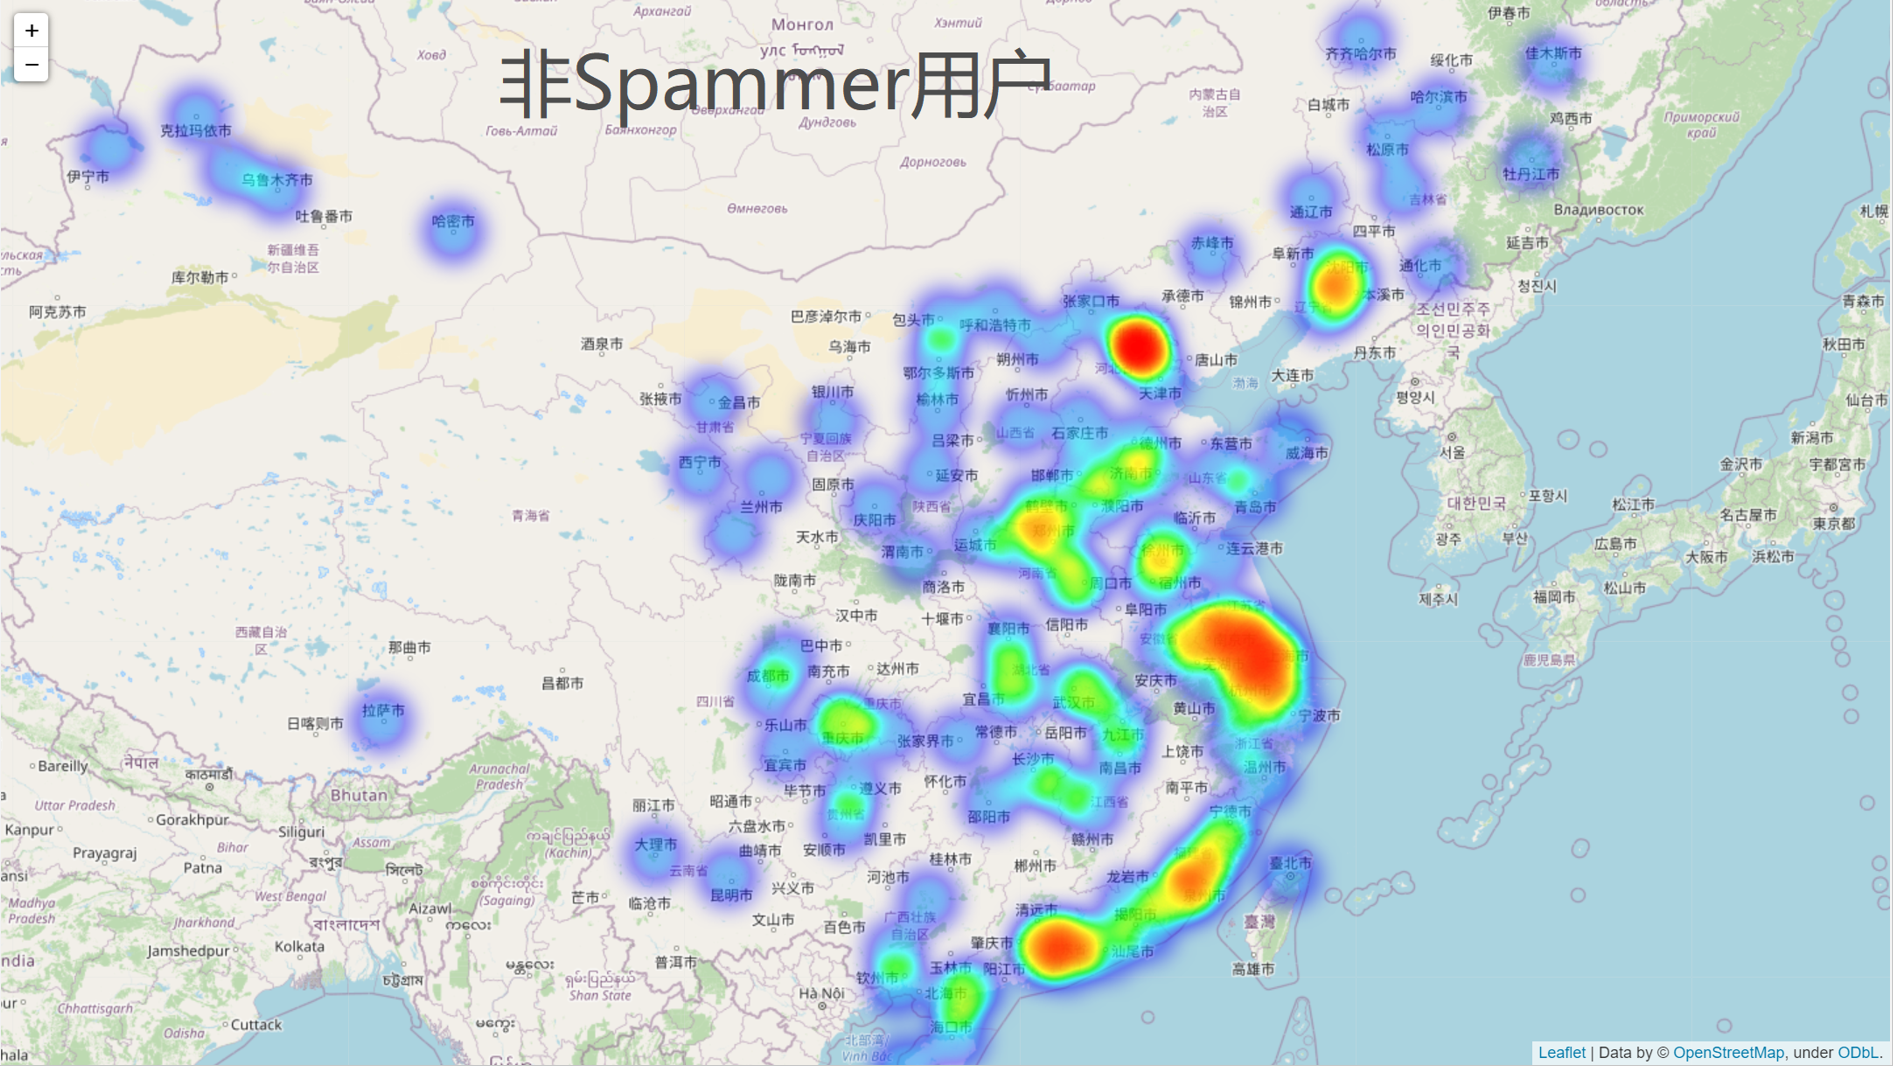 +
−
非Spammer用户
Архангай
Монгол
улс
Хэнтий
Ховд
Говь-Алтай
Баянхонгор
Өвөрхангай
Дундговь
Сүхбаатар
Дорноговь
Өмнөговь
伊春市
齐齐哈尔市
佳木斯市
绥化市
内蒙古自
治区
白城市
哈尔滨市
鸡西市
Приморский
край
松原市
牡丹江市
吉林省
通辽市
Владивосток
札幌
四平市
延吉市
赤峰市
阜新市
沈阳市
通化市
청진시
克拉玛依市
伊宁市
乌鲁木齐市
吐鲁番市
哈密市
新疆维吾
尔自治区
库尔勒市
阿克苏市
张家口市
承德市
锦州市
本溪市
辽宁省
조선민주주
의인민공화
국
青森市
巴彦淖尔市
包头市
呼和浩特市
酒泉市
乌海市
朔州市
唐山市
丹东市
秋田市
鄂尔多斯市
天津市
渤海
大连市
평양시
仙台市
张掖市
金昌市
银川市
榆林市
忻州市
甘肃省
宁夏回族
自治区
吕梁市
山西省
石家庄市
德州市
东营市
威海市
서울
新潟市
西宁市
固原市
延安市
邯郸市
济南市
山东省
金沢市
宇都宮市
兰州市
庆阳市
陕西省
鹤壁市
濮阳市
青岛市
대한민국
포항시
松江市
名古屋市
東京都
青海省
天水市
渭南市
运城市
郑州市
临沂市
광주
부산
広島市
大阪市
浜松市
徐州市
连云港市
陇南市
商洛市
河南省
周口市
宿州市
제주시
福岡市
松山市
汉中市
十堰市
阜阳市
江苏省
西藏自治
区
那曲市
巴中市
襄阳市
信阳市
安徽省
鹿児島県
昌都市
成都市
南充市
达州市
湖北省
安庆市
杭州市
四川省
重庆市
宜昌市
武汉市
黄山市
宁波市
拉萨市
日喀则市
乐山市
重庆市
张家界市
常德市
岳阳市
九江市
上饶市
浙江省
宜宾市
长沙市
南昌市
温州市
Bareilly
नेपाल
काठमाडौं
Arunachal
Pradesh
Bhutan
毕节市
遵义市
怀化市
南平市
Uttar Pradesh
Gorakhpur
丽江市
昭通市
贵州省
邵阳市
江西省
宁德市
Kanpur
Siliguri
六盘水市
凯里市
赣州市
Prayagraj
Bihar
Assam
(Kachin)
大理市
曲靖市
安顺市
桂林市
郴州市
Patna
রংপুর
সিলেট
云南省
昆明市
兴义市
河池市
龙岩市
臺北市
Madhya
Pradesh
West Bengal
(Sagaing)
芒市
临沧市
清远市
揭阳市
泉州市
Jharkhand
বাংলাদেশ
Aizawl
文山市
百色市
广西壮族
自治区
臺灣
Jamshedpur
Kolkata
普洱市
肇庆市
汕尾市
高雄市
চট্টগ্রাম
(Shan State)
Hà Nội
钦州市
玉林市
阳江市
Chhattisgarh
北海市
Odisha
Cuttack
海口市
北部湾/
Vinh Bắc
Leaflet | Data by © OpenStreetMap, under ODbL.